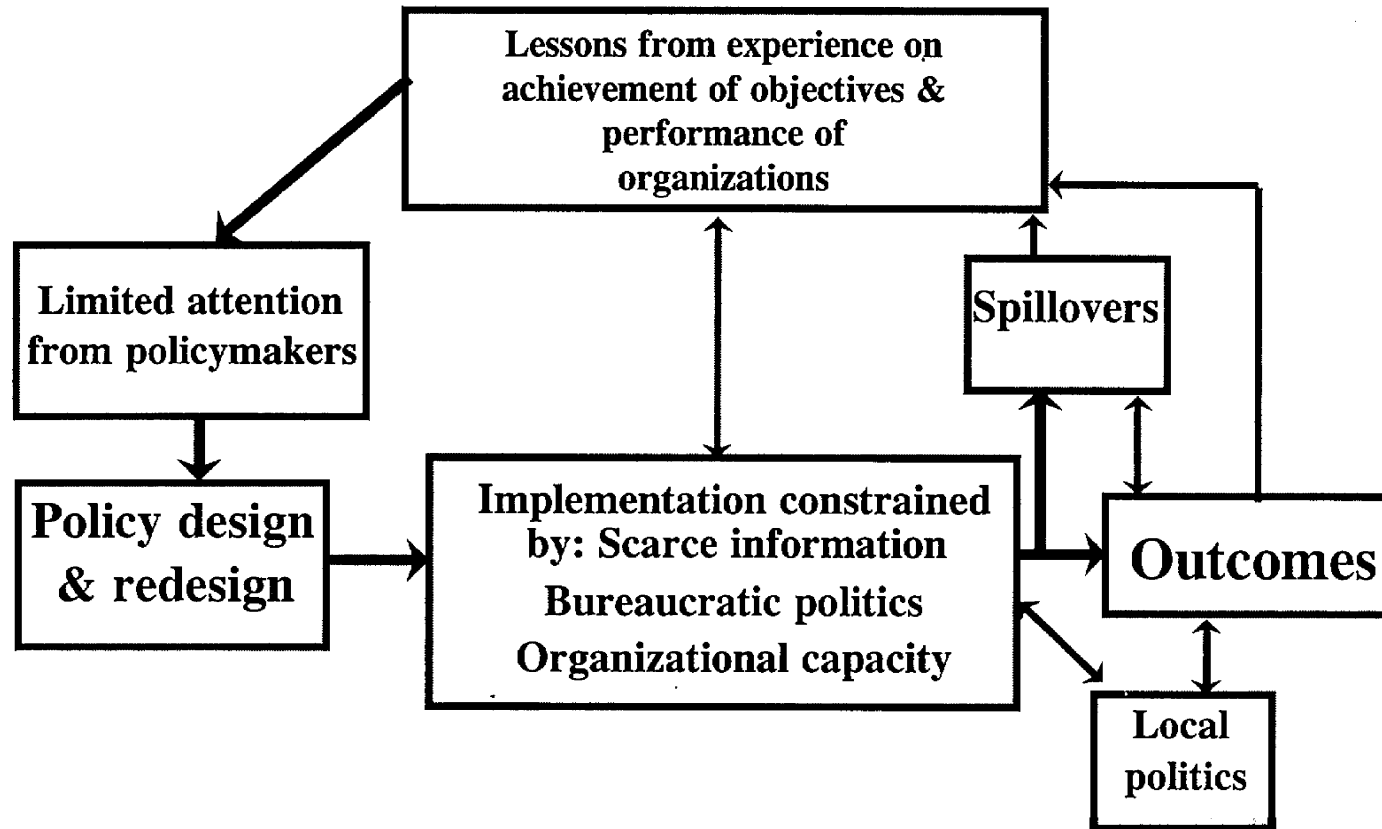 Lessons from experience on
achievement of objectives &
performance of
organizations
Limited attention
from policymakers
Spillovers
Policy design
& redesign
Implementation constrained
by: Scarce information
Bureaucratic politics
Organizational capacity
Outcomes
Local
politics